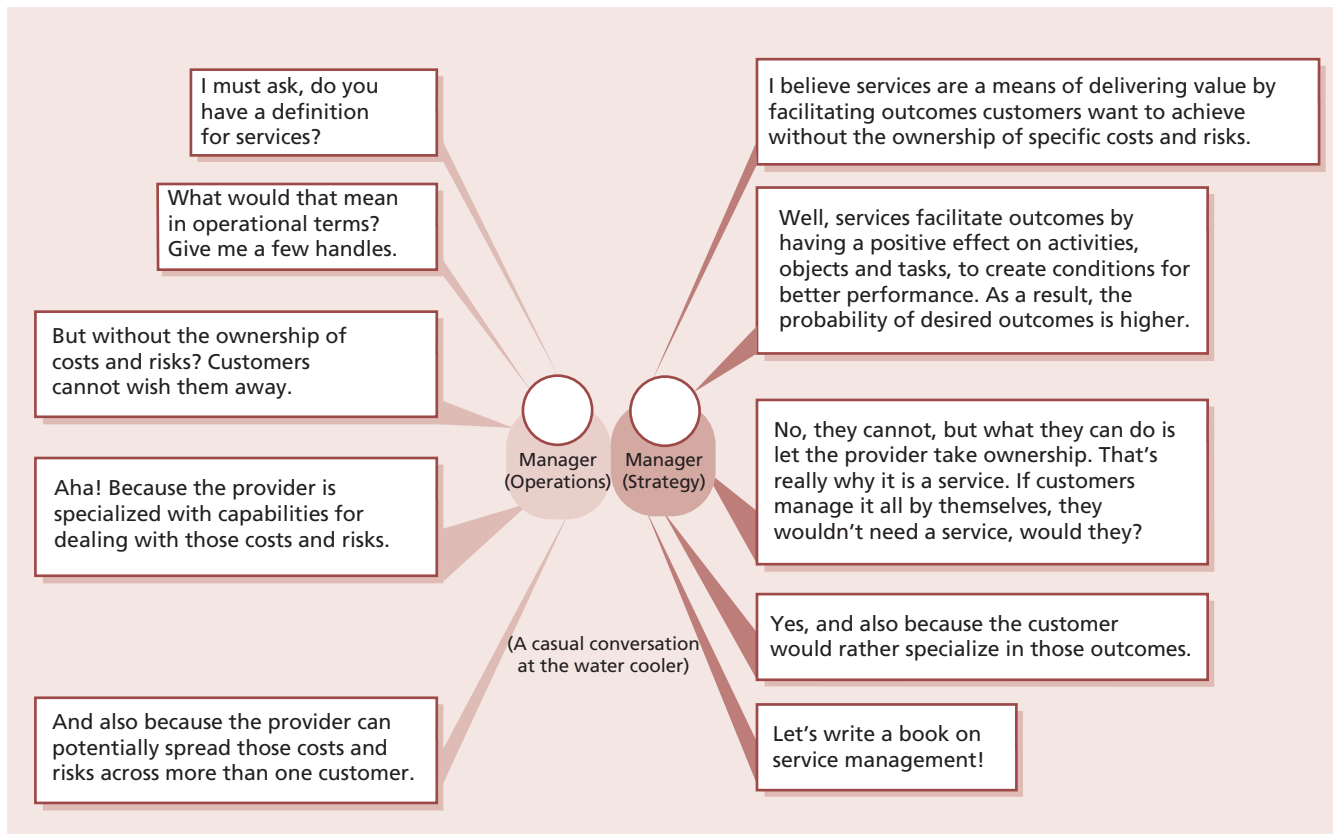 I must ask, do you
have a definition
for services?
I believe services are a means of delivering value by
facilitating outcomes customers want to achieve
without the ownership of specific costs and risks.
What would that mean
in operational terms?
Give me a few handles.
Well, services facilitate outcomes by
having a positive effect on activities,
objects and tasks, to create conditions for
better performance. As a result, the
probability of desired outcomes is higher.
But without the ownership of
costs and risks? Customers
cannot wish them away.
No, they cannot, but what they can do is
let the provider take ownership. That’s
really why it is a service. If customers
manage it all by themselves, they
wouldn’t need a service, would they?
Aha! Because the provider is
specialized with capabilities for
dealing with those costs and risks.
Yes, and also because the customer
would rather specialize in those outcomes.
And also because the provider can
potentially spread those costs and
risks across more than one customer.
Let’s write a book on
service management!
Manager
(Operations)
Manager
(Strategy)
(A casual conversation
at the water cooler)